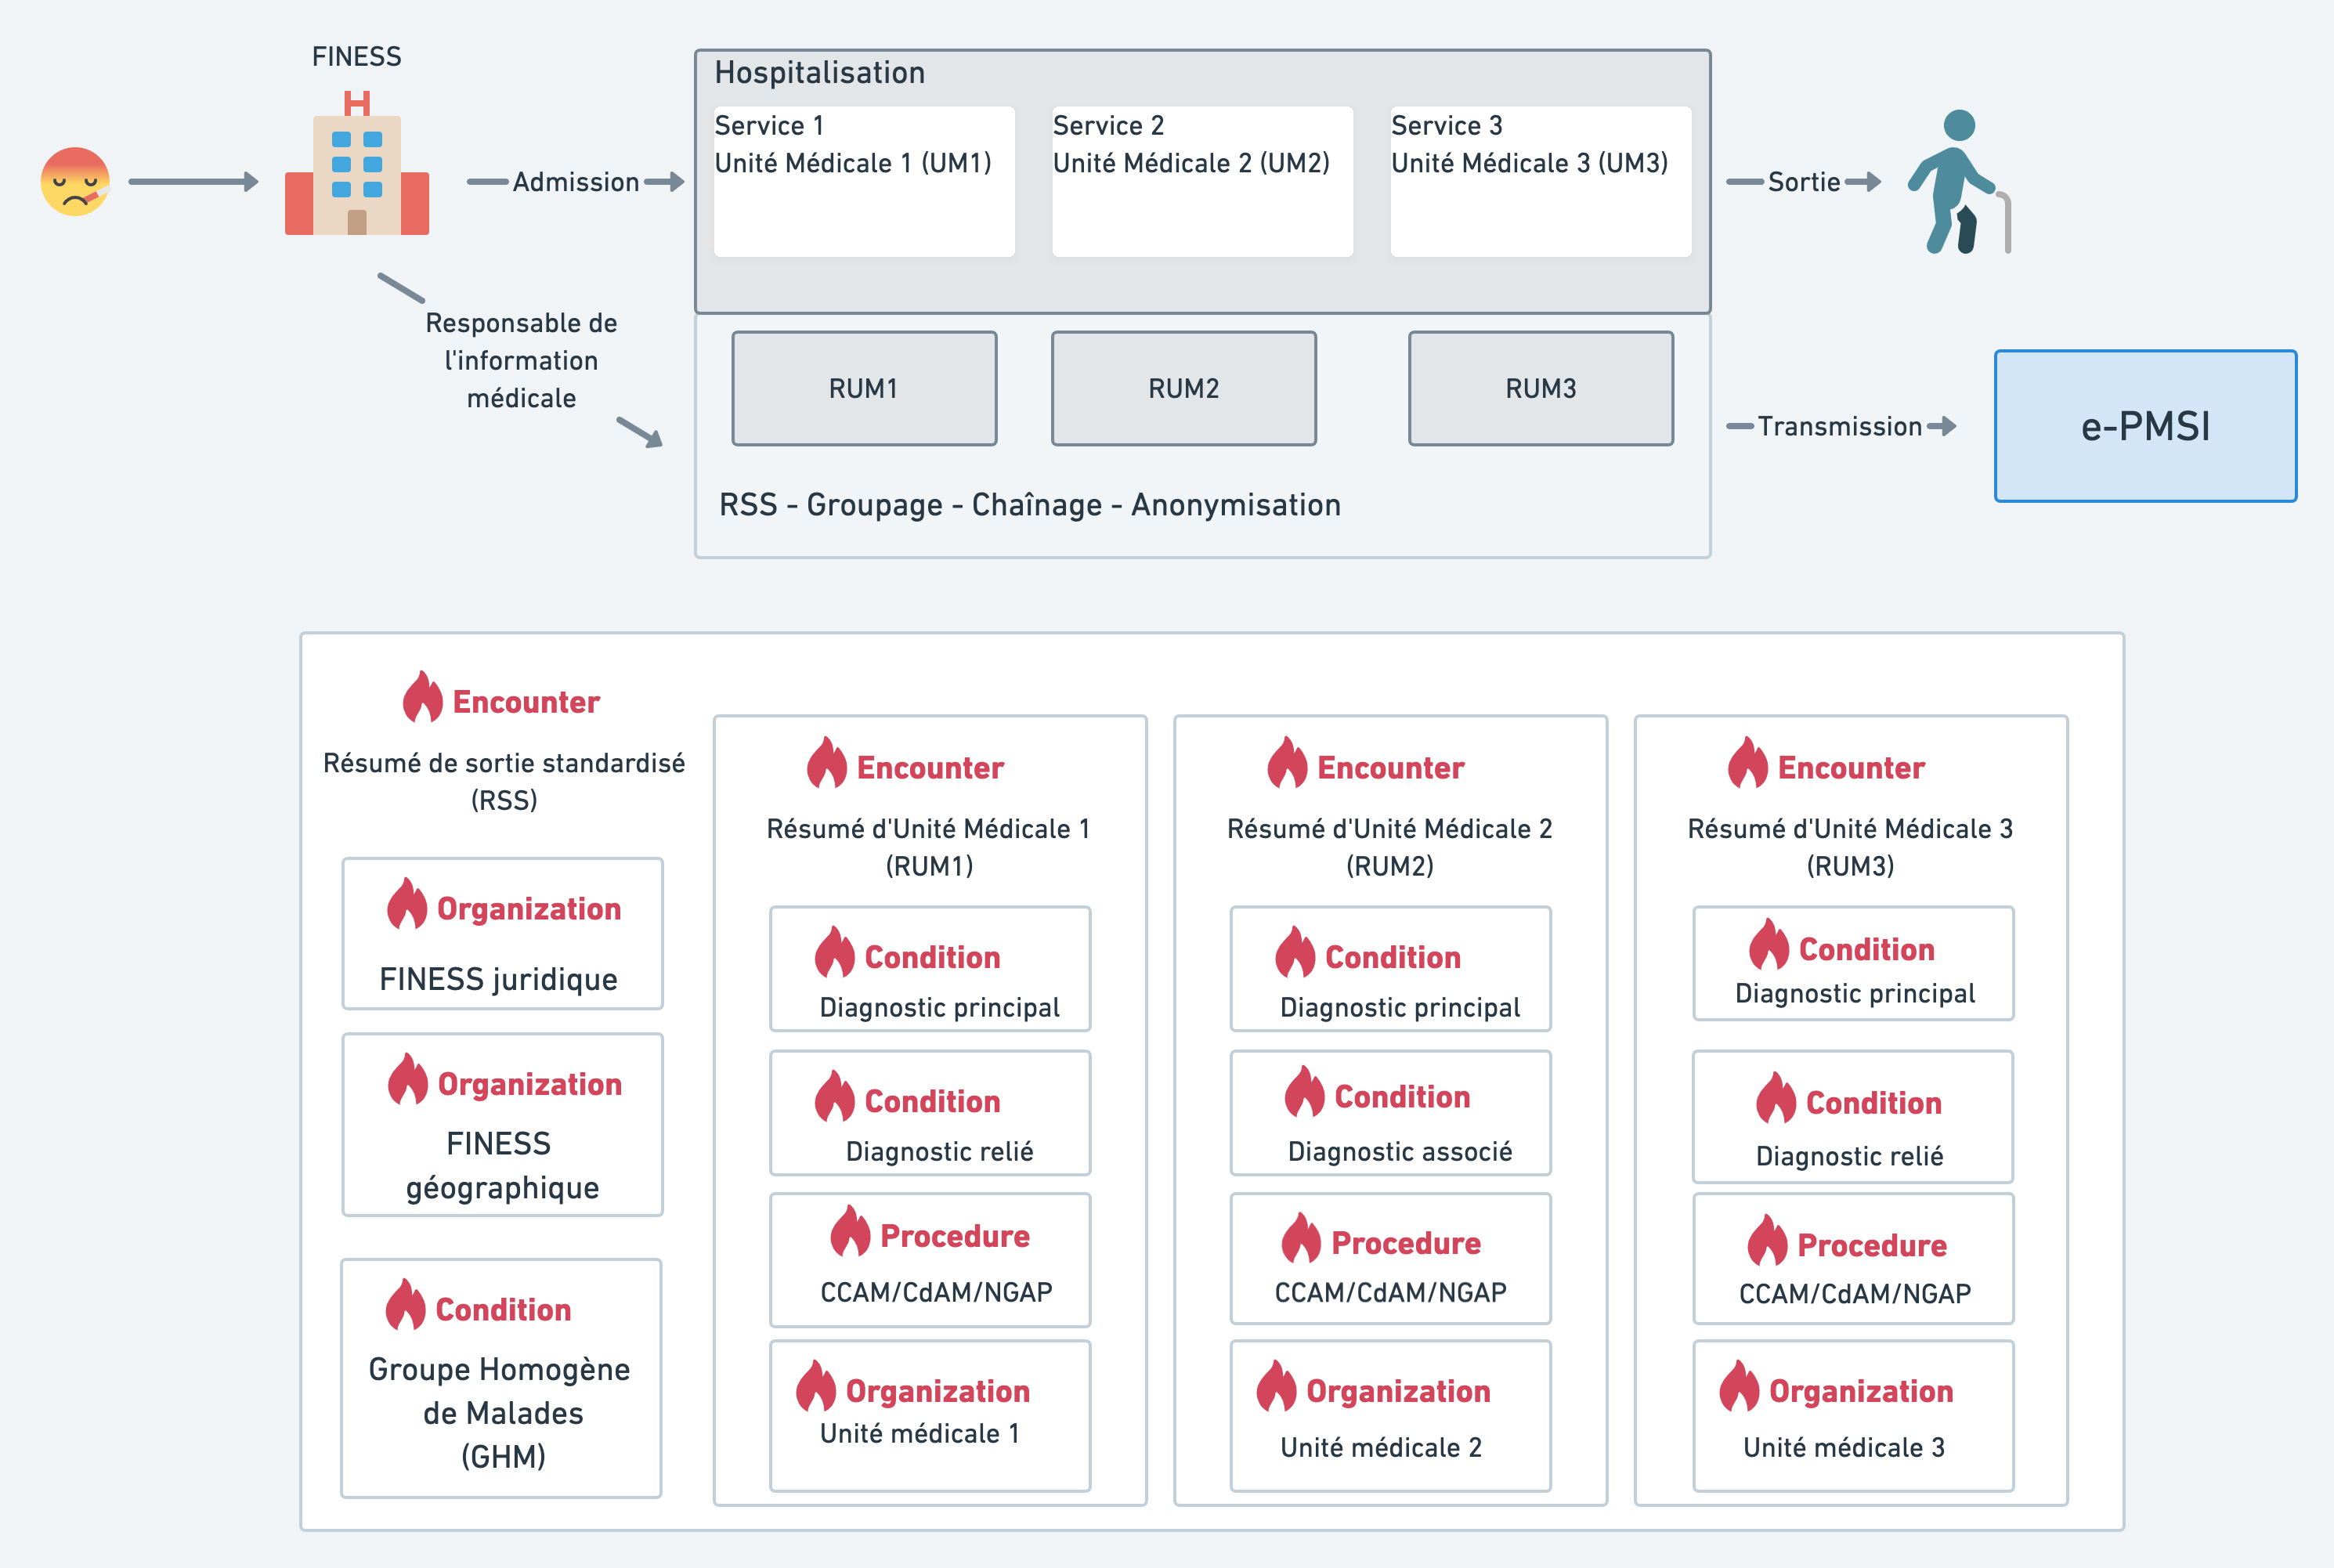 FINESS
H
Admission
Hospitalisation
Service 1
Unité Médicale 1 (UM1)
Service 2
Unité Médicale 2 (UM2)
Service 3
Unité Médicale 3 (UM3)
Sortie
Responsable de
l'information
médicale
RUM1
RUM2
RUM3
RSS - Groupage - Chaînage - Anonymisation
Transmission
e-PMSI
Encounter
Résumé de sortie standardisé
(RSS)
Organization
FINESS juridique
Organization
FINESS
géographique
Condition
Groupe Homogène
de Malades
(GHM)
Encounter
Résumé d'Unité Médicale 1
(RUM1)
Condition
Diagnostic principal
Condition
Diagnostic relié
Procedure
CCAM/CdAM/NGAP
Organization
Unité médicale 1
Encounter
Résumé d'Unité Médicale 2
(RUM2)
Condition
Diagnostic principal
Condition
Diagnostic associé
Procedure
CCAM/CdAM/NGAP
Organization
Unité médicale 2
Encounter
Résumé d'Unité Médicale 3
(RUM3)
Condition
Diagnostic principal
Condition
Diagnostic relié
Procedure
CCAM/CdAM/NGAP
Organization
Unité médicale 3